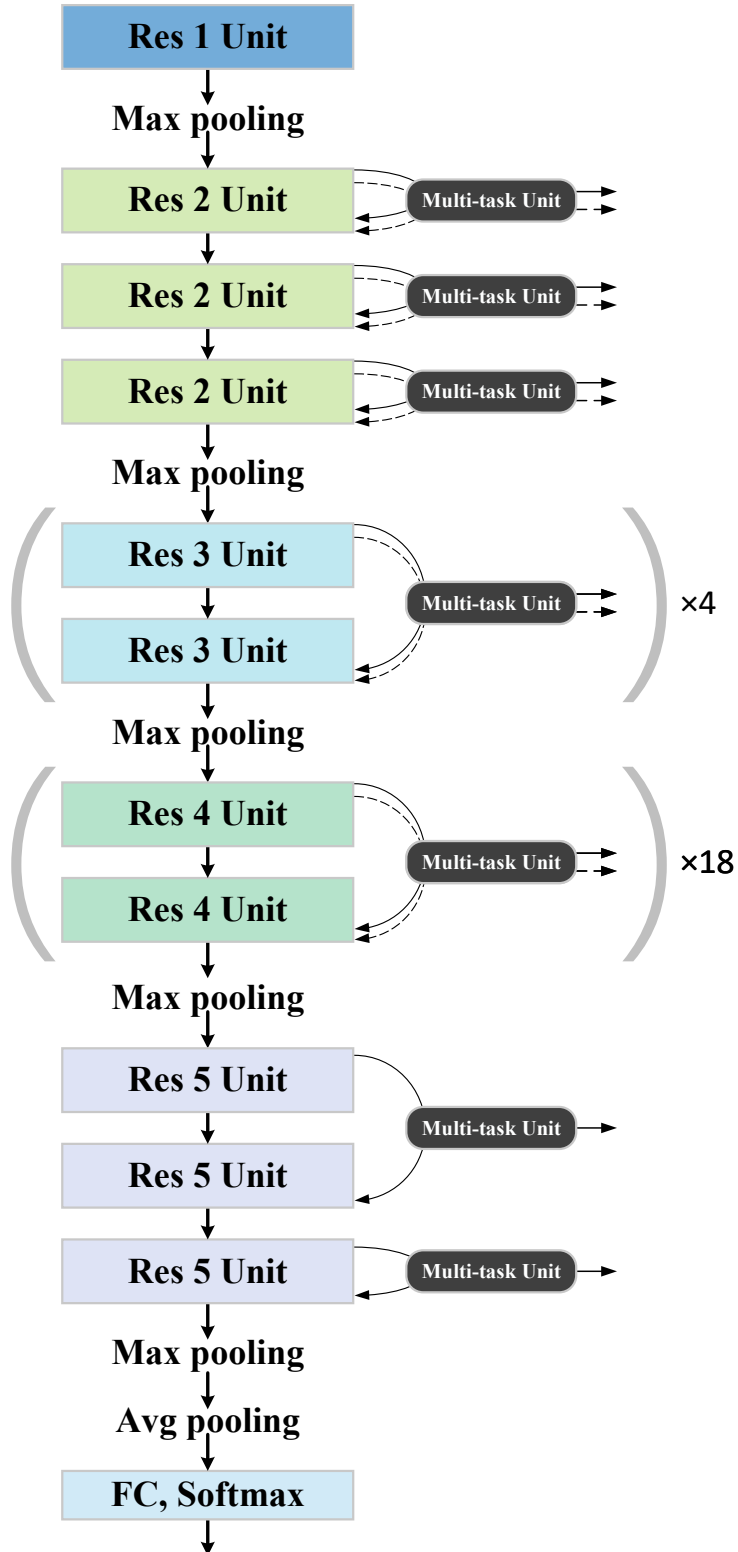 Res 1 Unit
Max pooling
Res 2 Unit
Multi-task Unit
Res 2 Unit
Multi-task Unit
Res 2 Unit
Multi-task Unit
Max pooling
Res 3 Unit
Multi-task Unit
×4
Res 3 Unit
Max pooling
Res 4 Unit
Multi-task Unit
×18
Res 4 Unit
Max pooling
Res 5 Unit
Multi-task Unit
Res 5 Unit
Res 5 Unit
Multi-task Unit
Max pooling
Avg pooling
FC, Softmax